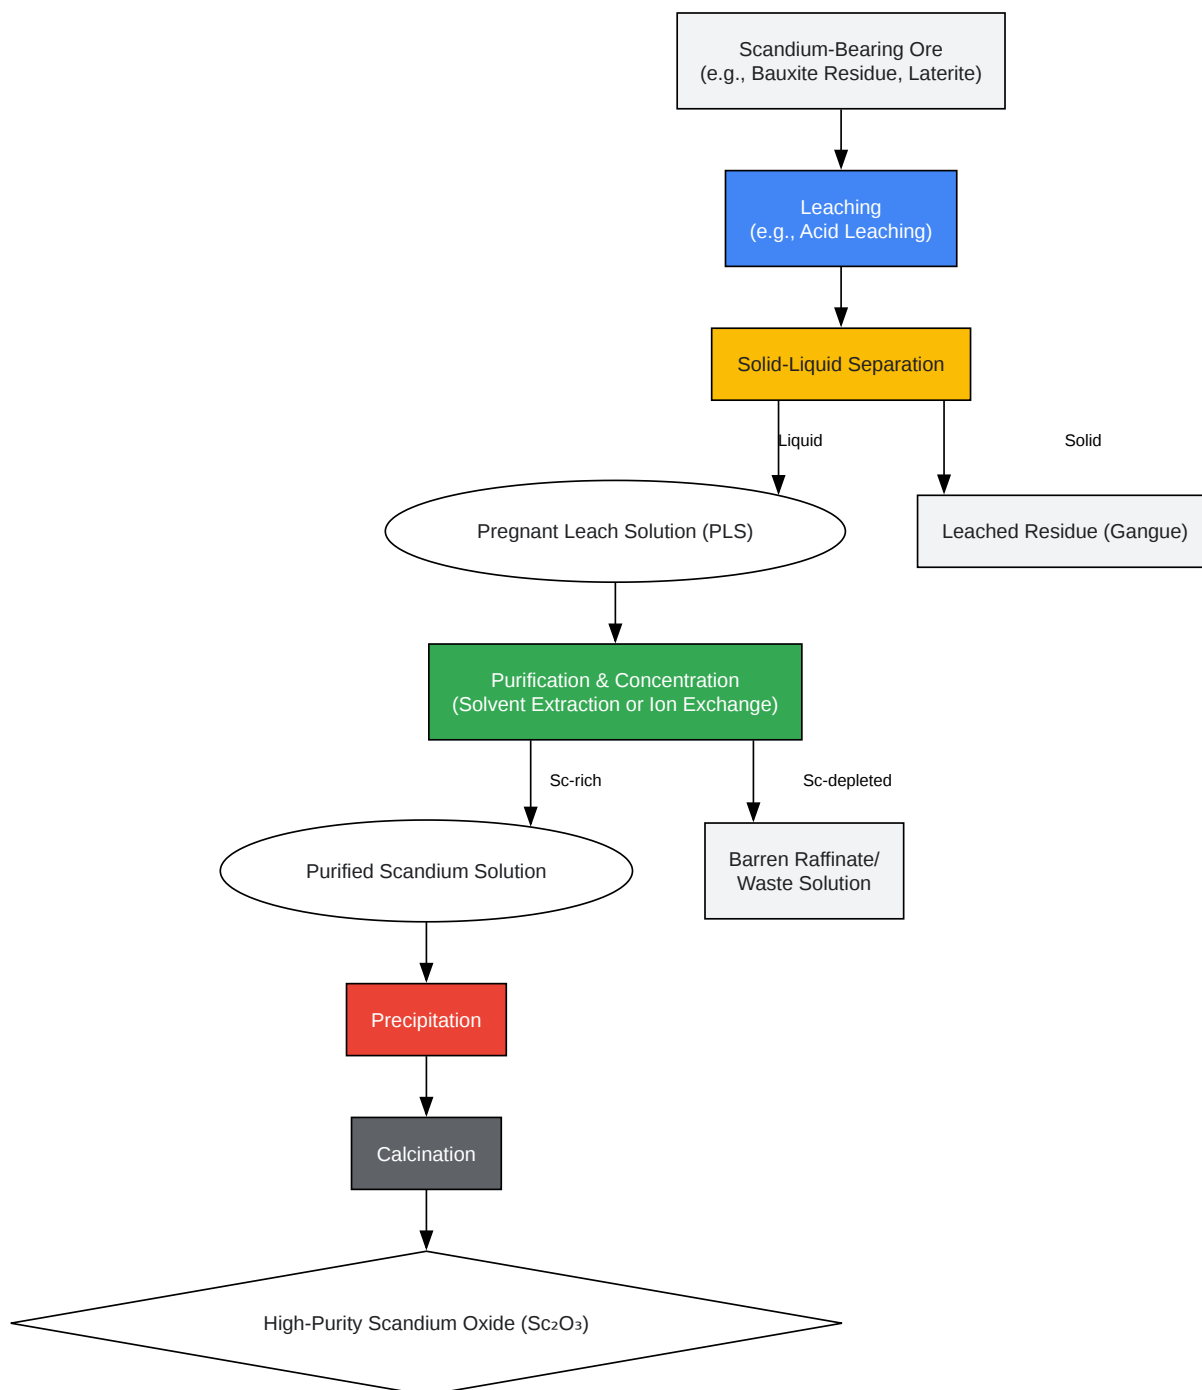 Scandium-Bearing Ore
(e.g., Bauxite Residue, Laterite)
Leaching
(e.g., Acid Leaching)
Solid-Liquid Separation
Liquid
Solid
Pregnant Leach Solution (PLS)
Leached Residue (Gangue)
Purification & Concentration
(Solvent Extraction or Ion Exchange)
Sc-rich
Sc-depleted
Purified Scandium Solution
Barren Raffinate/
Waste Solution
Precipitation
Calcination
High-Purity Scandium Oxide (Sc₂O₃)